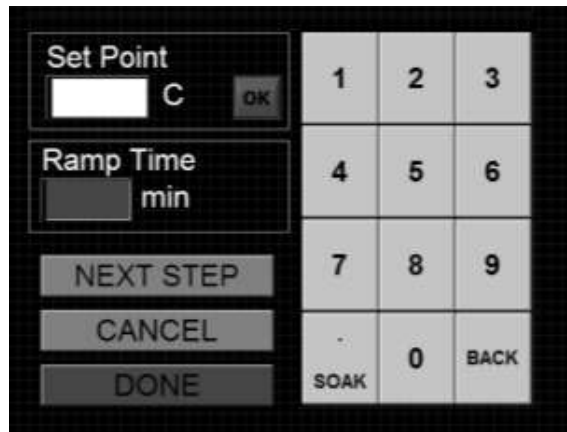 Set Point
C OK
Ramp Time
min
NEXT STEP
CANCEL
DONE
1 2 3
4 5 6
7 8 9
. 0 BACK
SOAK